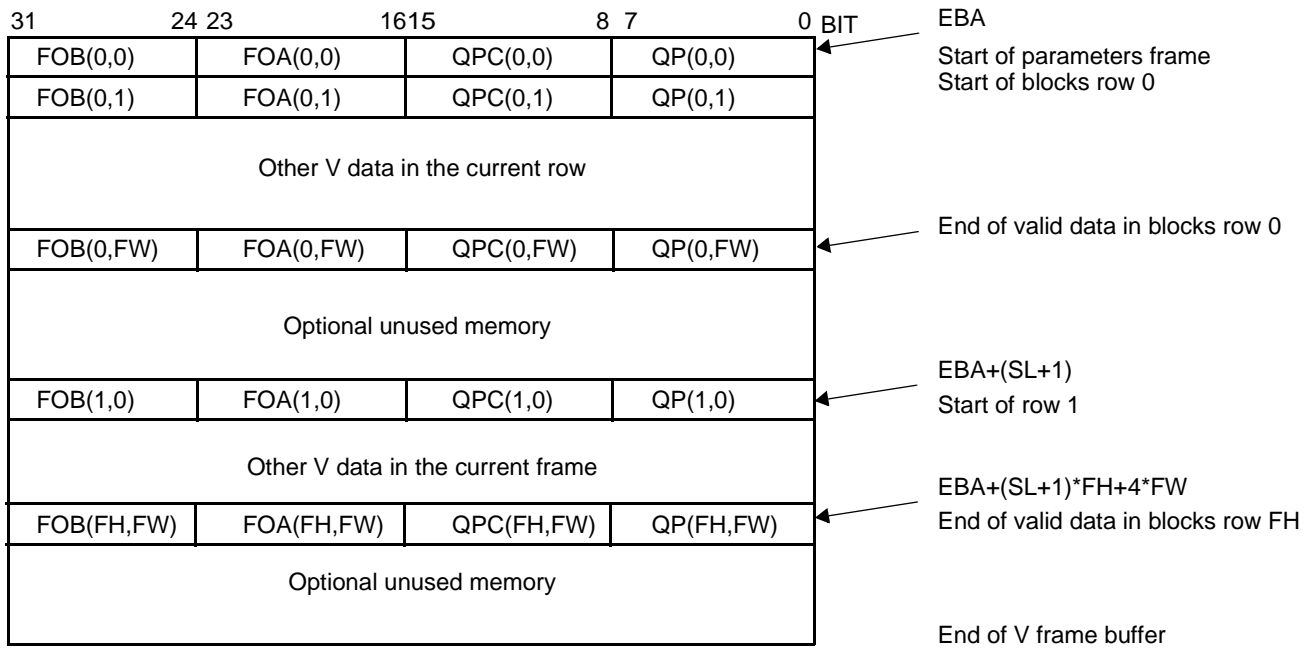 31 24 23 1615 8 7 0 BIT EBA
FOB(0,0) FOA(0,0) QPC(0,0) QP(0,0) Start of parameters frame
Start of blocks row 0
FOB(0,1) FOA(0,1) QPC(0,1) QP(0,1)
Other V data in the current row
End of valid data in blocks row 0
FOB(0,FW) FOA(0,FW) QPC(0,FW) QP(0,FW)
Optional unused memory
EBA+(SL+1)
FOB(1,0) FOA(1,0) QPC(1,0) QP(1,0) Start of row 1
Other V data in the current frame
EBA+(SL+1)*FH+4*FW
FOB(FH,FW) FOA(FH,FW) QPC(FH,FW) QP(FH,FW) End of valid data in blocks row FH
Optional unused memory
End of V frame buffer